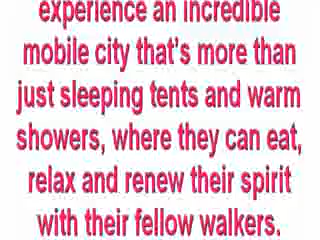 experience an incredible
mobile city that's more than
just sleeping tents and warm
showers, where they can eat,
relax and renew their spirit
with their fellow walkers.